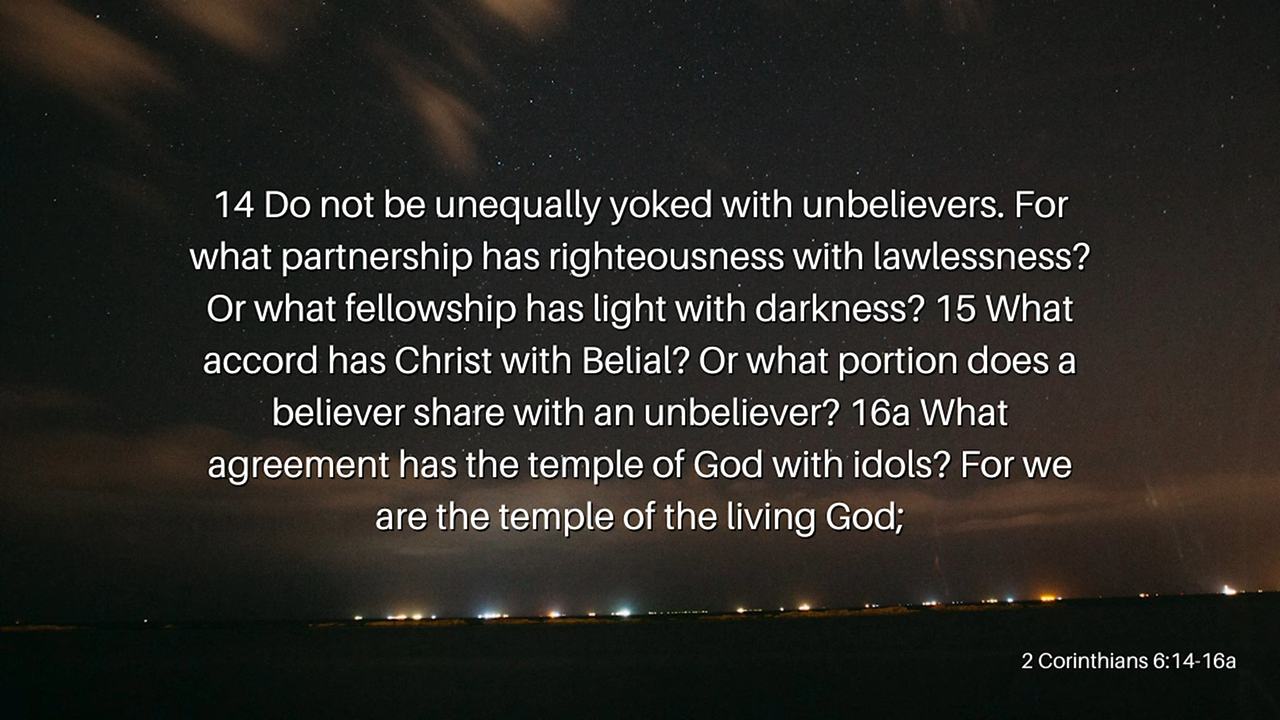 14 Do not be unequally yoked with unbelievers. For
what partnership has righteousness with lawlessness?
Or what fellowship has light with darkness? 15 What
accord has Christ with Belial? Or what portion does a
believer share with an unbeliever? 16a What
agreement has the temple of God with idols? For we
are the temple of the living God;
2 Corinthians 6:14-16a